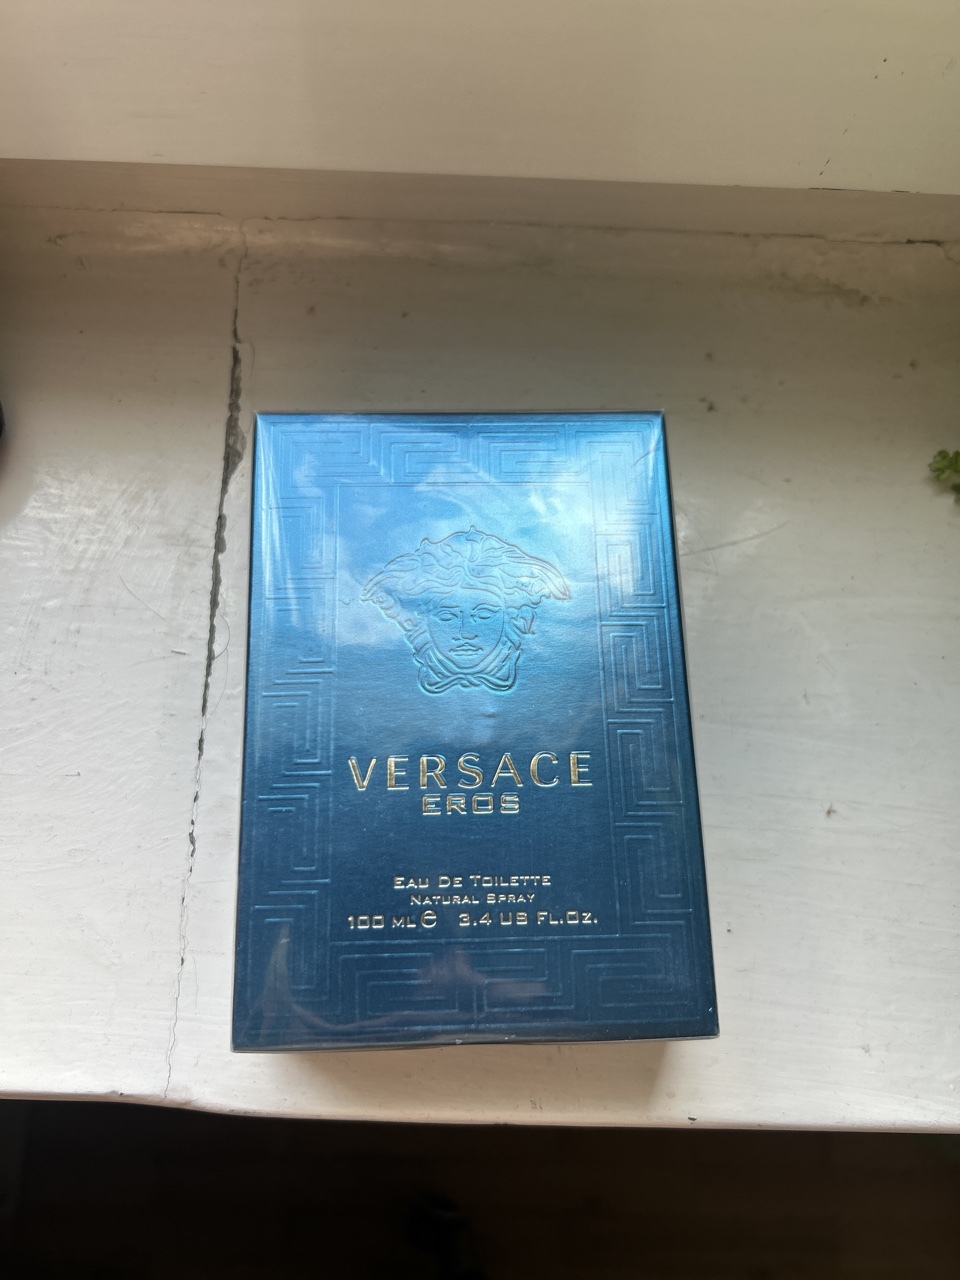 VERSACE
EROS
EAU DE TOILETTE
NATURAL SPRAY
100 ML e 3.4 US FL.OZ.